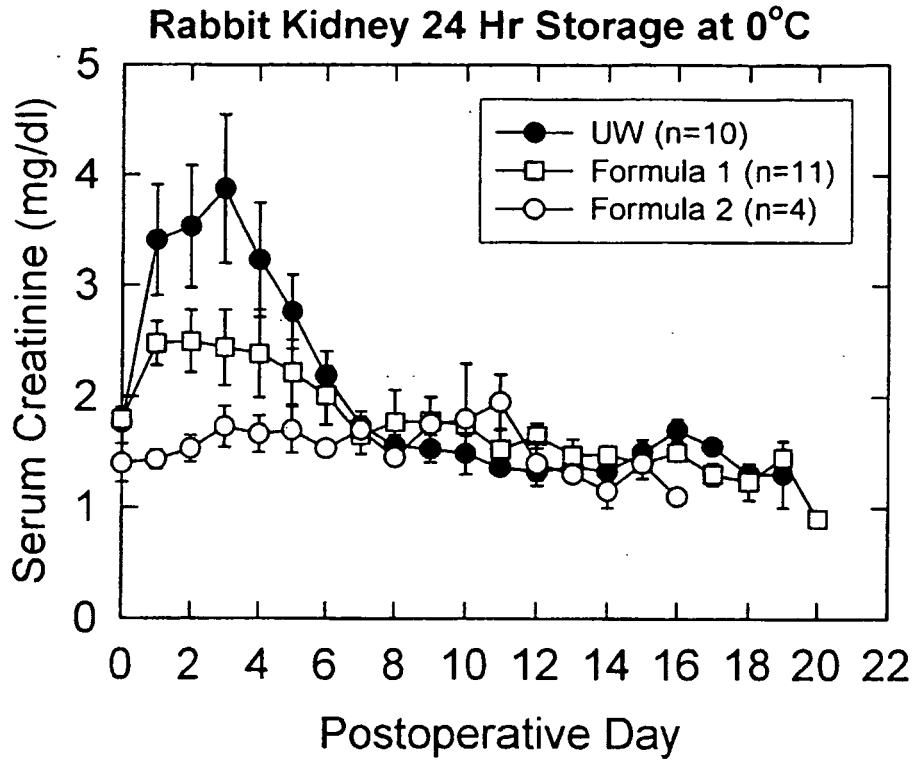 Rabbit Kidney 24 Hr Storage at 0°C
Serum Creatinine (mg/dl)
5
4
3
2
1
0
UW (n=10)
Formula 1 (n=11)
Formula 2 (n=4)
0 2 4 6 8 10 12 14 16 18 20 22
Postoperative Day